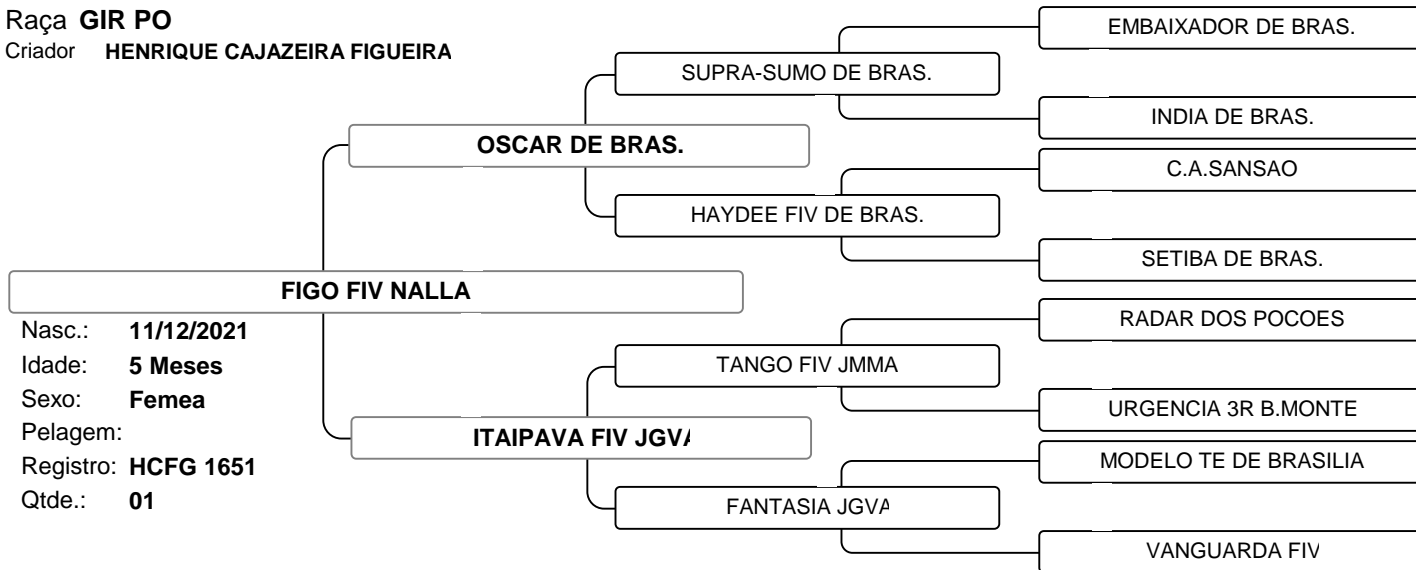 Raça GIR PO
Criador HENRIQUE CAJAZEIRA FIGUEIRA
EMBAIXADOR DE BRAS.
SUPRA-SUMO DE BRAS.
INDIA DE BRAS.
OSCAR DE BRAS.
C.A.SANSAO
HAYDEE FIV DE BRAS.
SETIBA DE BRAS.
FIGO FIV NALLA
RADAR DOS POCOES
TANGO FIV JMMA
URGENCIA 3R B.MONTE
ITAIPAVA FIV JGVA
MODELO TE DE BRASILIA
FANTASIA JGVA
VANGUARDA FIV
Nasc.: 11/12/2021
Idade: 5 Meses
Sexo: Femea
Pelagem:
Registro: HCFG 1651
Qtde.: 01